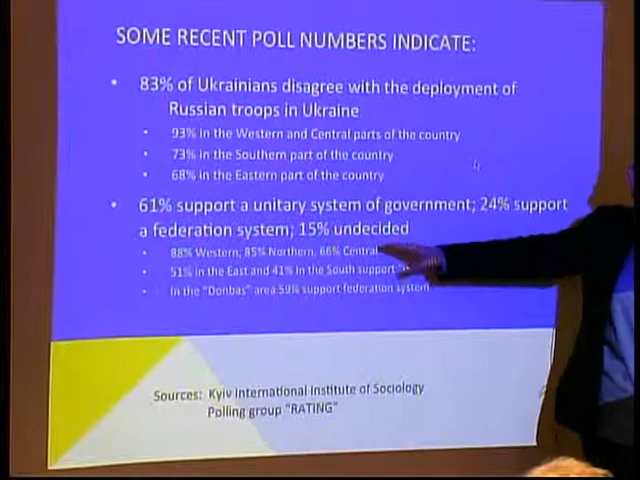 SOME RECENT POLL NUMBERS INDICATE:
• 83% of Ukrainians disagree with the deployment of
Russian troops in Ukraine
• 93% in the Western and Central parts of the country
• 73% in the Southern part of the country
• 68% in the Eastern part of the country
• 61% support a unitary system of government; 24% support
a federation system; 15% undecided
• 88% Western, 85% Northern, 66% Central
• 51% in the East and 41% in the South support
• In the "Donbas" area 59% support federation system
Sources: Kyiv International Institute of Sociology
Polling group "RATING"